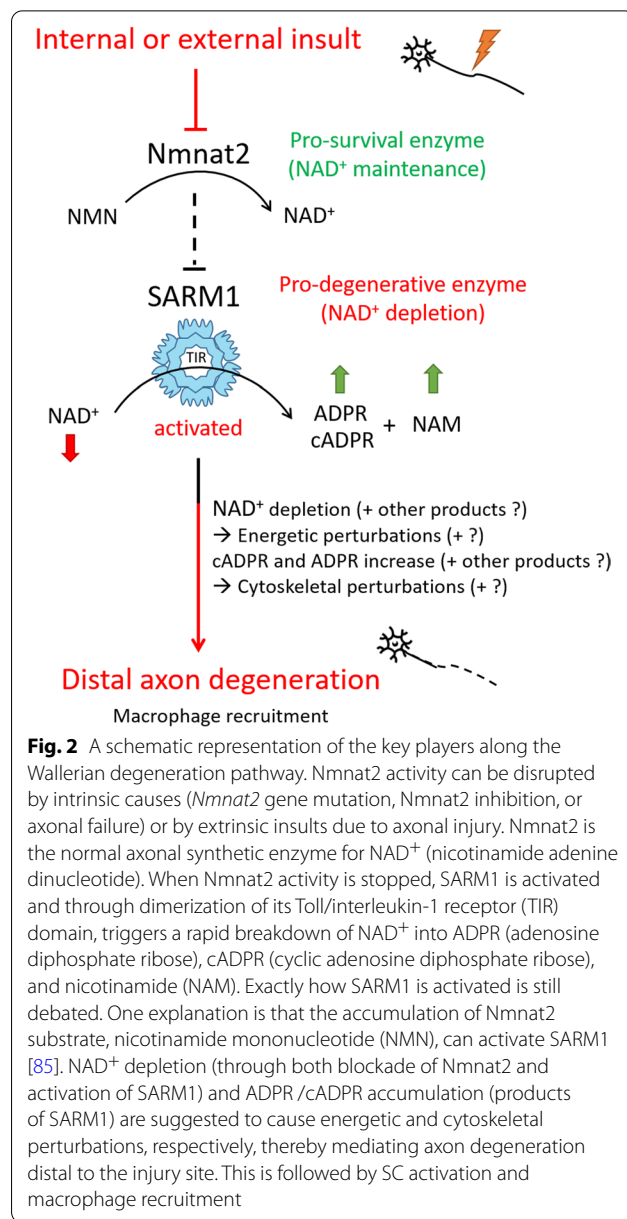 Internal or external insult
Nmnat2
Pro-survival enzyme
(NAD⁺ maintenance)
NMN
NAD⁺
SARM1
Pro-degenerative enzyme
(NAD⁺ depletion)
TIR
NAD⁺
activated
ADPR
cADPR
+ NAM
NAD⁺ depletion (+ other products ?)
→ Energetic perturbations (+ ?)
cADPR and ADPR increase (+ other products ?)
→ Cytoskeletal perturbations (+ ?)
Distal axon degeneration
Macrophage recruitment
Fig. 2 A schematic representation of the key players along the
Wallerian degeneration pathway. Nmnat2 activity can be disrupted
by intrinsic causes (Nmnat2 gene mutation, Nmnat2 inhibition, or
axonal failure) or by extrinsic insults due to axonal injury. Nmnat2 is
the normal axonal synthetic enzyme for NAD⁺ (nicotinamide adenine
dinucleotide). When Nmnat2 activity is stopped, SARM1 is activated
and through dimerization of its Toll/interleukin-1 receptor (TIR)
domain, triggers a rapid breakdown of NAD⁺ into ADPR (adenosine
diphosphate ribose), cADPR (cyclic adenosine diphosphate ribose),
and nicotinamide (NAM). Exactly how SARM1 is activated is still
debated. One explanation is that the accumulation of Nmnat2
substrate, nicotinamide mononucleotide (NMN), can activate SARM1
[85]. NAD⁺ depletion (through both blockade of Nmnat2 and
activation of SARM1) and ADPR /cADPR accumulation (products
of SARM1) are suggested to cause energetic and cytoskeletal
perturbations, respectively, thereby mediating axon degeneration
distal to the injury site. This is followed by SC activation and
macrophage recruitment